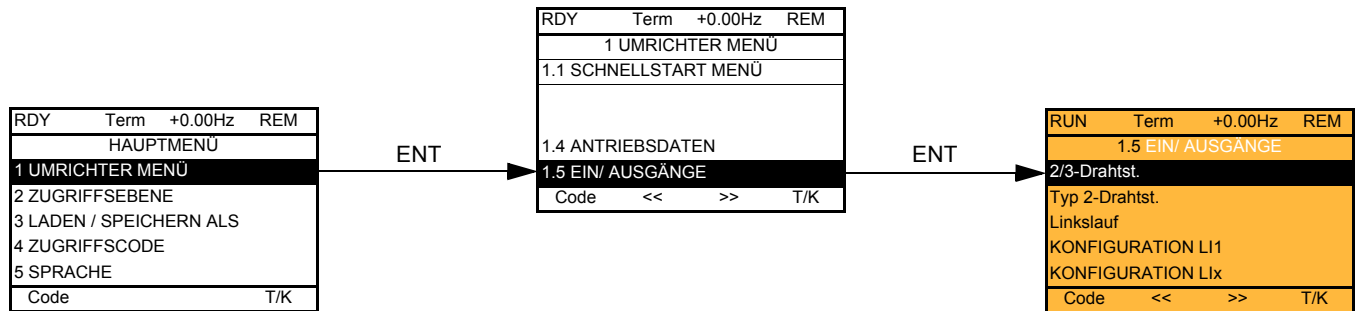 RDY Term +0.00Hz REM
HAUPTMENÜ
1 UMRICHTER MENÜ
2 ZUGRIFFSEBENE
3 LADEN / SPEICHERN ALS
4 ZUGRIFFSCODE
5 SPRACHE
Code T/K
ENT
RDY Term +0.00Hz REM
1 UMRICHTER MENÜ
1.1 SCHNELLSTART MENÜ
1.4 ANTRIEBSDATEN
1.5 EIN/ AUSGÄNGE
Code << >> T/K
ENT
RUN Term +0.00Hz REM
1.5 EIN/ AUSGÄNGE
2/3-Drahtst.
Typ 2-Drahtst.
Linkslauf
KONFIGURATION LI1
KONFIGURATION LIx
Code << >> T/K